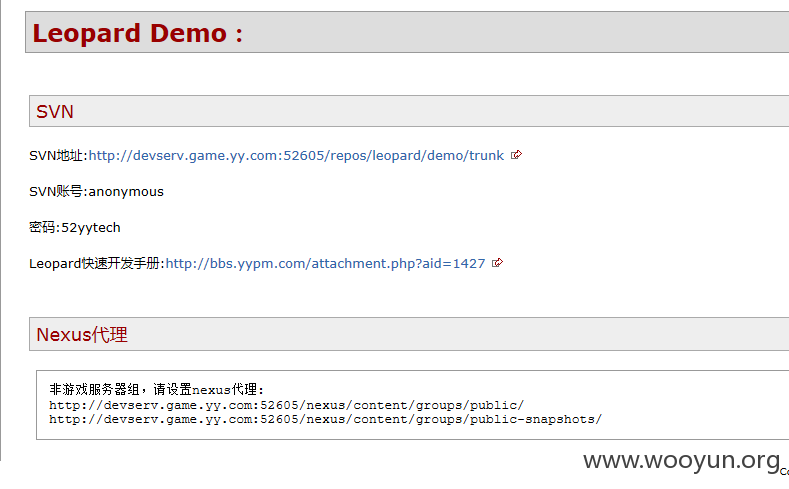 Leopard Demo :
SVN
SVN地址:http://devserv.game.yy.com:52605/repos/leopard/demo/trunk
SVN账号:anonymous
密码:52yytech
Leopard快速开发手册:http://bbs.yypm.com/attachment.php?aid=1427
Nexus代理
非游戏服务器组，请设置nexus代理：
http://devserv.game.yy.com:52605/nexus/content/groups/public/
http://devserv.game.yy.com:52605/nexus/content/groups/public-snapshots/
www.wooyun.org